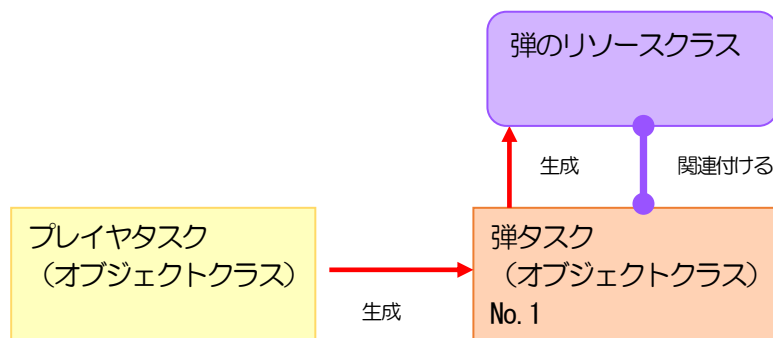 弾のリソースクラス
生成
関連付ける
プレイヤタスク
（オブジェクトクラス）
生成
弾タスク
（オブジェクトクラス）
No.1